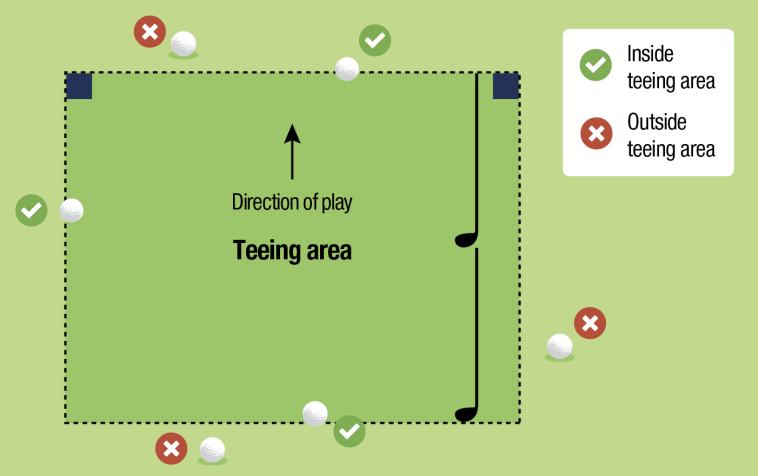 Inside
teeing area
Outside
teeing area
Direction of play
Teeing area